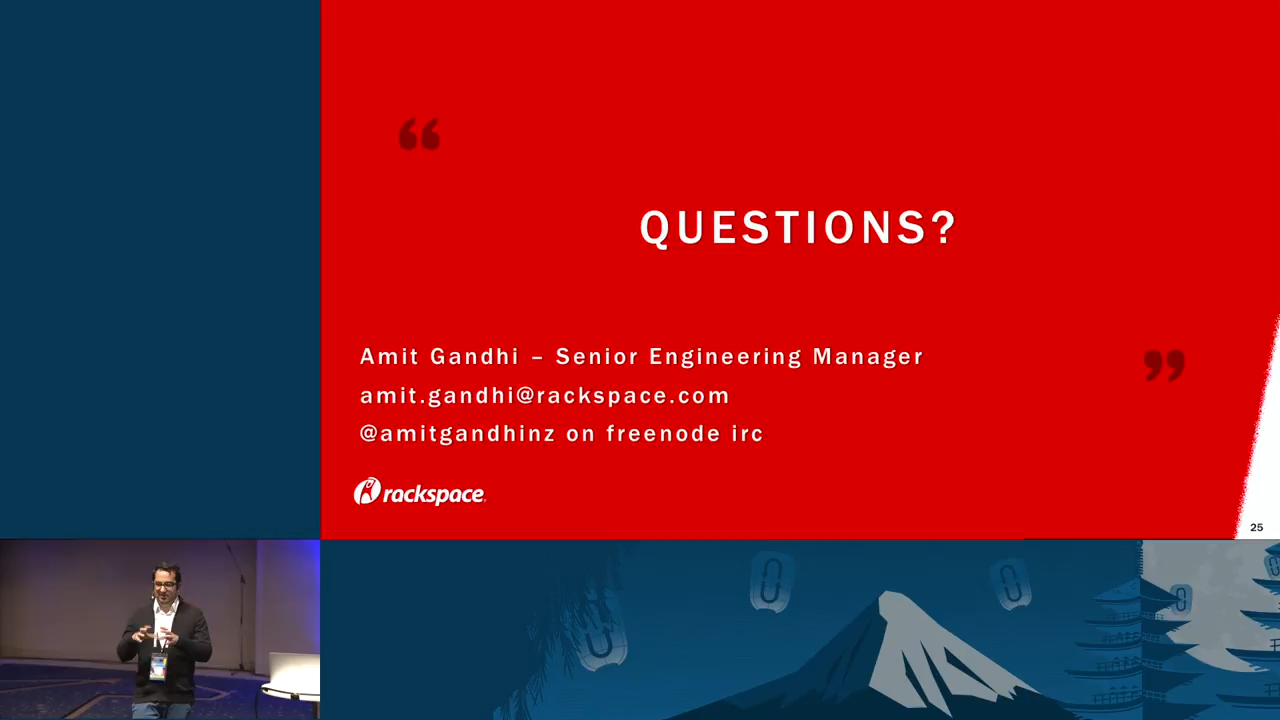 “
QUESTIONS?
Amit Gandhi – Senior Engineering Manager
”
amit.gandhi@rackspace.com
@amitgandhinz on freenode irc
rackspace
25